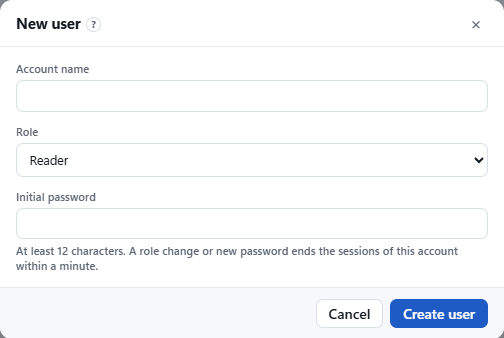 New user ?
×
Account name
Role
Reader
Initial password
At least 12 characters. A role change or new password ends the sessions of this account
within a minute.
Cancel
Create user